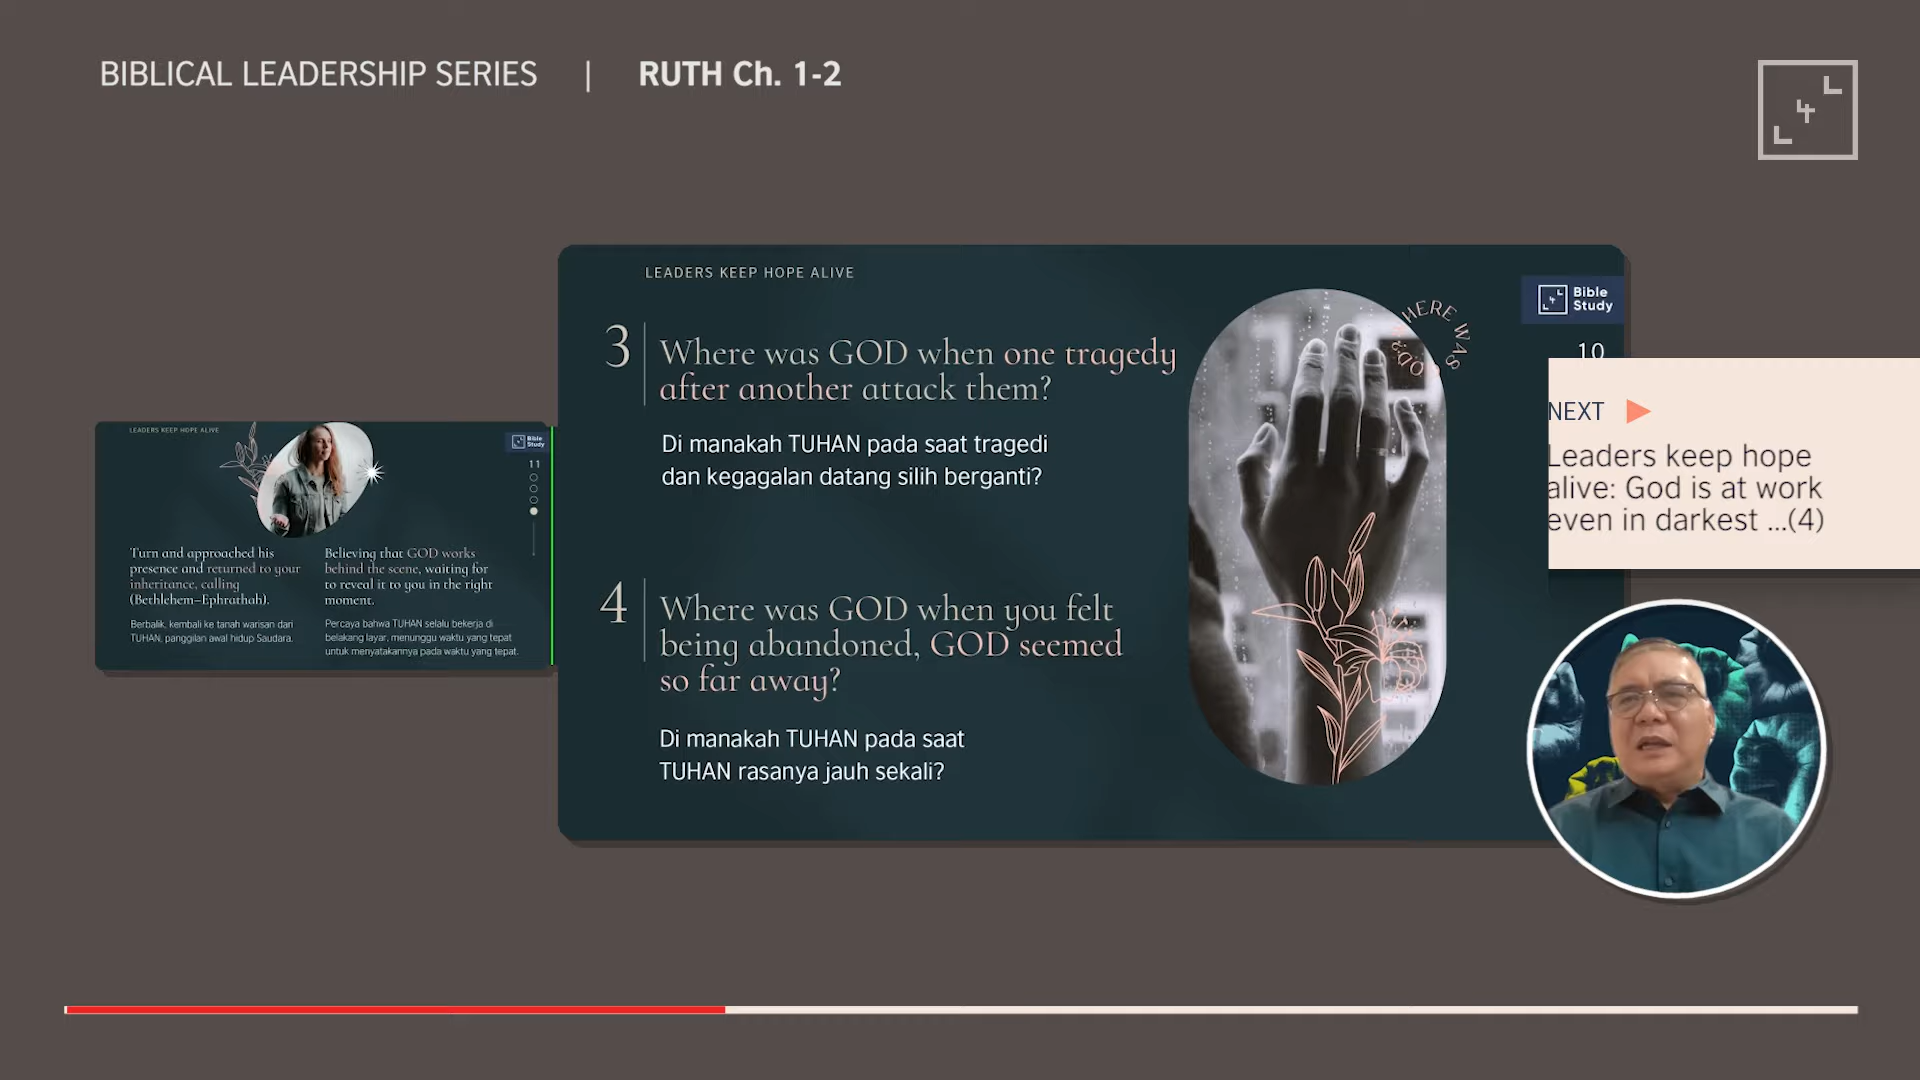 BIBLICAL LEADERSHIP SERIES | RUTH Ch. 1-2
LEADERS KEEP HOPE ALIVE
Bible
Study
11
Turn and approached his
presence and returned to your
inheritance, calling
(Bethlehem–Ephrathah).
Berbalik, kembali ke tanah warisan dari
TUHAN, panggilan awal hidup Saudara.
Believing that GOD works
behind the scene, waiting for
to reveal it to you in the right
moment.
Percaya bahwa TUHAN selalu bekerja di
belakang layar, menunggu waktu yang tepat
untuk menyatakannya pada waktu yang tepat.
LEADERS KEEP HOPE ALIVE
3
Where was GOD when one tragedy
after another attack them?
Di manakah TUHAN pada saat tragedi
dan kegagalan datang silih berganti?
4
Where was GOD when you felt
being abandoned, GOD seemed
so far away?
Di manakah TUHAN pada saat
TUHAN rasanya jauh sekali?
Bible
Study
10
NEXT
Leaders keep hope
alive: God is at work
even in darkest ...(4)